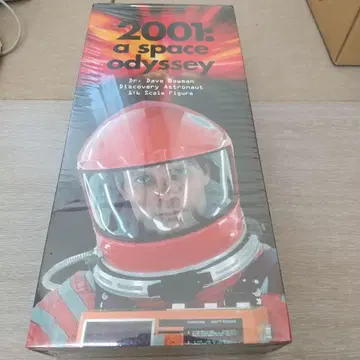 2001:
a space
odyssey
Dr. Dave Bowman
Discovery Astronaut
1:6 Scale Figure